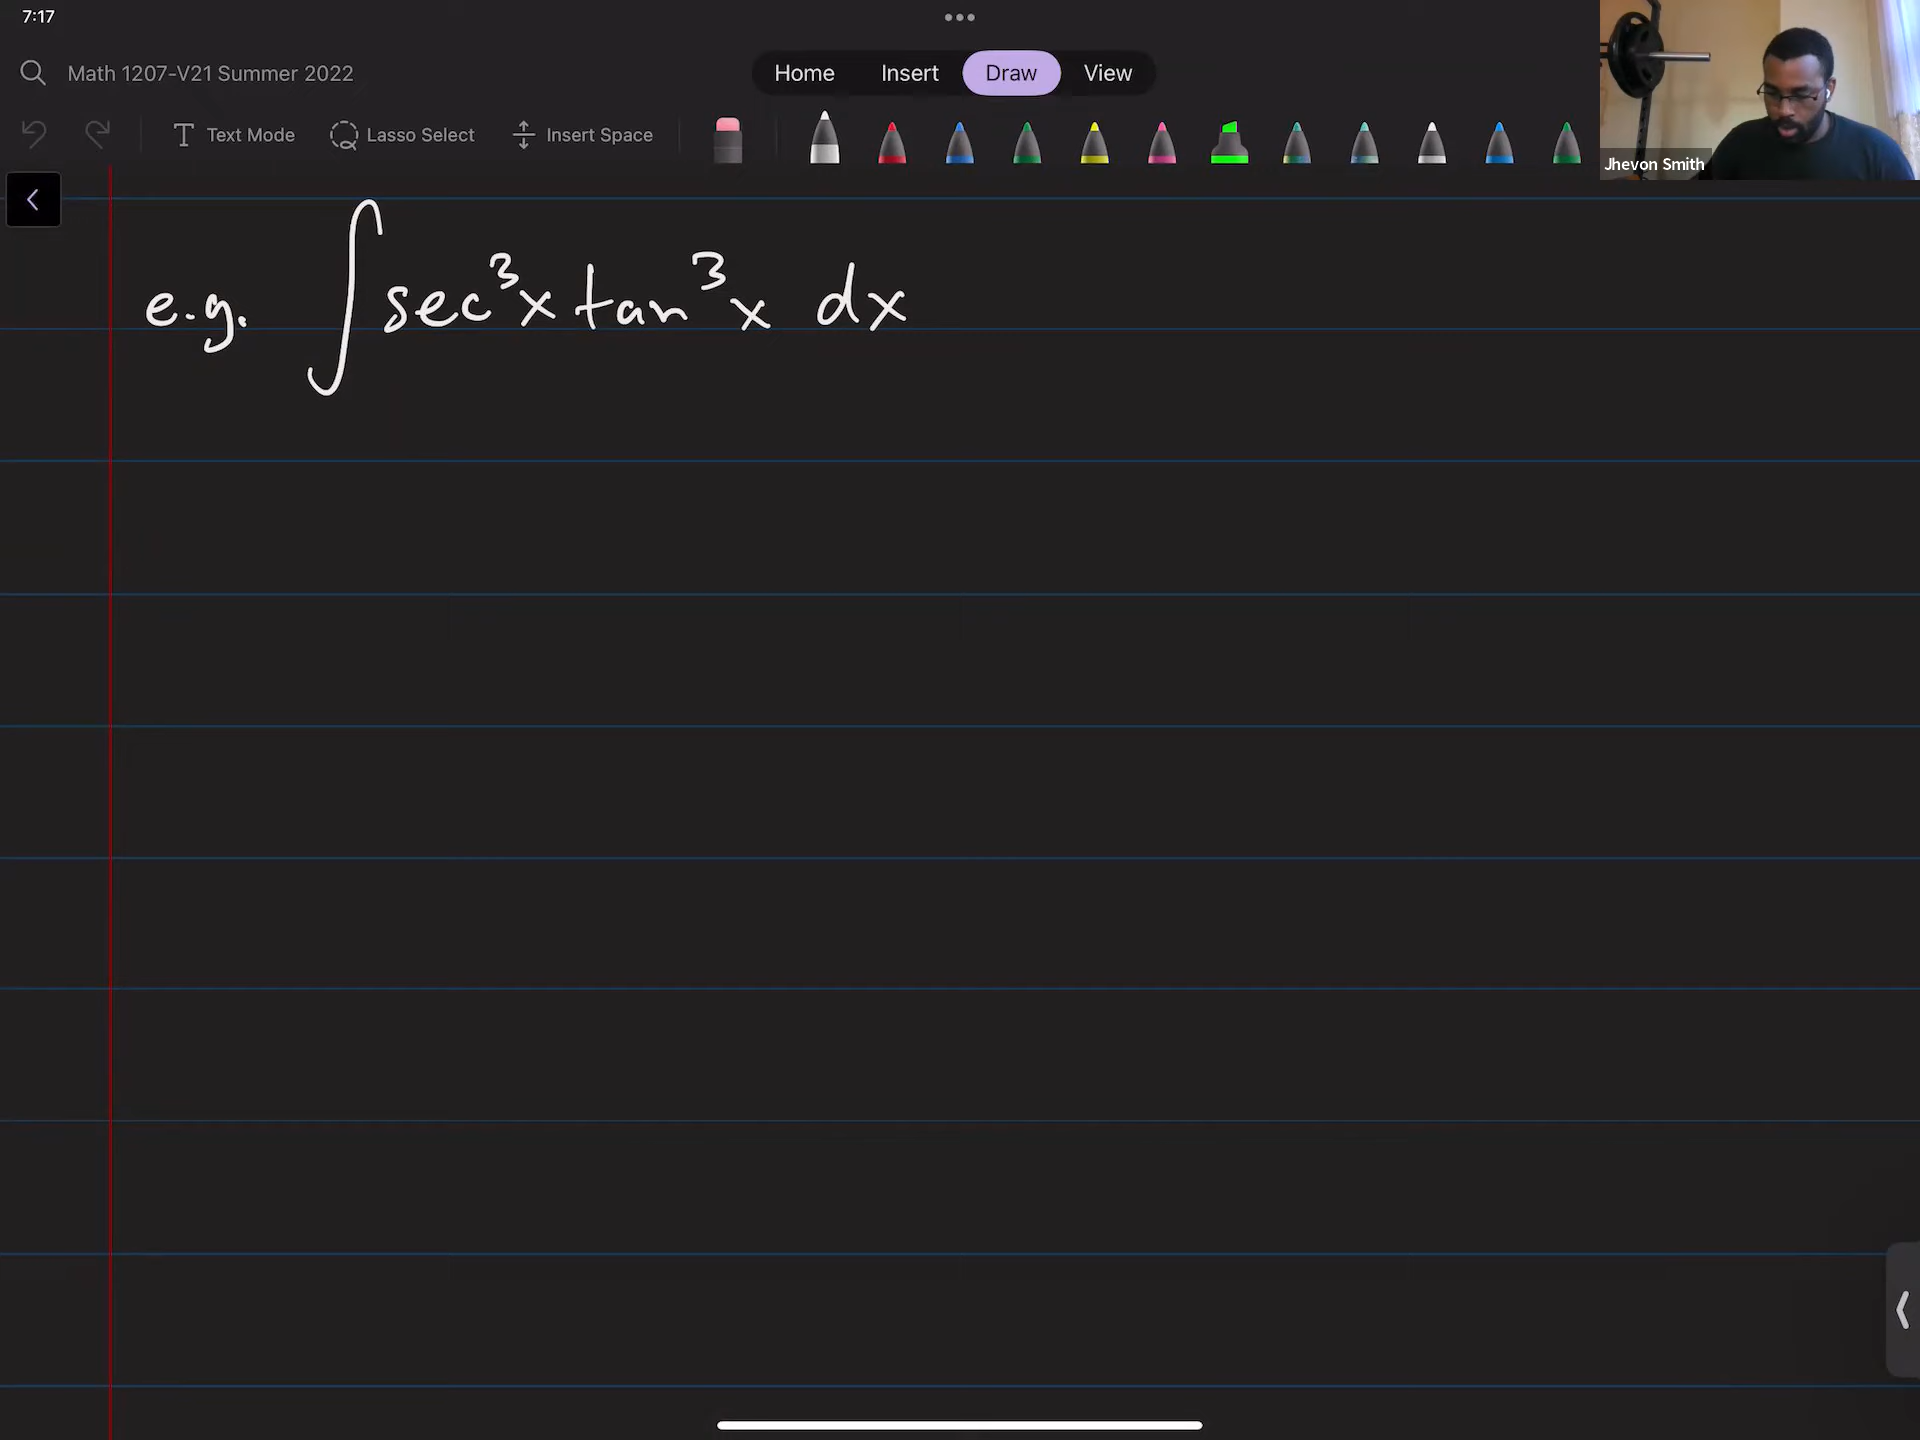 7:17
Math 1207-V21 Summer 2022
Home Insert Draw View
Text Mode Lasso Select Insert Space
Jhevon Smith
e.g. ∫ sec³x tan³x dx